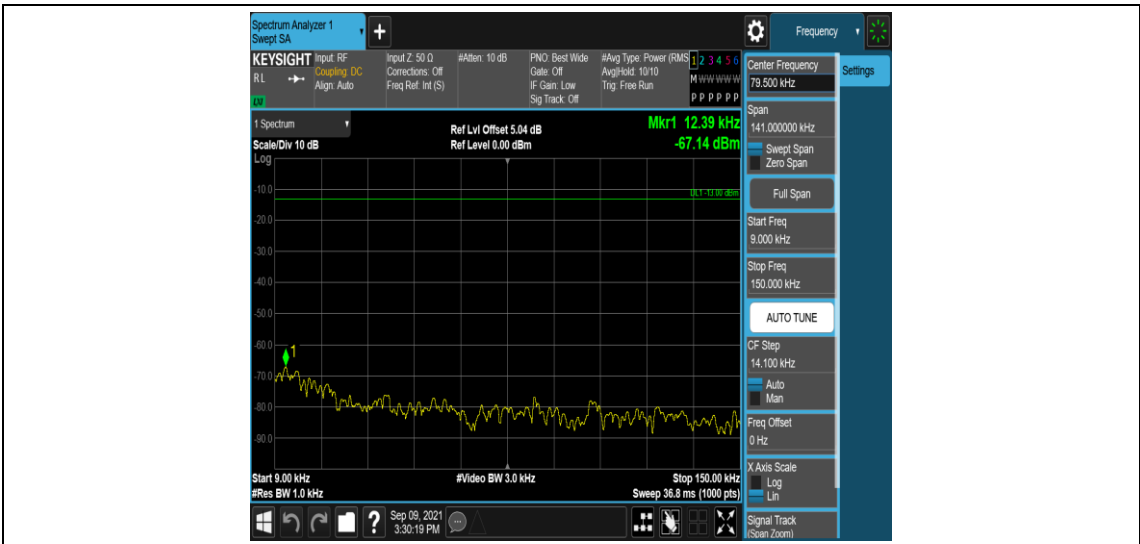 Spectrum Analyzer 1
Swept SA
+
Frequency
KEYSIGHT
RL
Input: RF
Coupling: DC
Align: Auto
Input Z: 50 Ω
Corrections: Off
Freq Ref: Int (S)
#Atten: 10 dB
PNO: Best Wide
Gate: Off
IF Gain: Low
Sig Track: Off
#Avg Type: Power (RMS
Avg|Hold: 10/10
Trig: Free Run
1 2 3 4 5 6
M W W W W W
P P P P P P
1 Spectrum
Scale/Div 10 dB
Log
Ref Lvl Offset 5.04 dB
Ref Level 0.00 dBm
Mkr1 12.39 kHz
-67.14 dBm
DL1 -13.00 dBm
-10.0
-20.0
-30.0
-40.0
-50.0
-60.0
1
-70.0
-80.0
-90.0
Start 9.00 kHz
#Res BW 1.0 kHz
#Video BW 3.0 kHz
Stop 150.00 kHz
Sweep 36.8 ms (1000 pts)
?
Sep 09, 2021
3:30:19 PM
Center Frequency
79.500 kHz
Settings
Span
141.000000 kHz
Swept Span
Zero Span
Full Span
Start Freq
9.000 kHz
Stop Freq
150.000 kHz
AUTO TUNE
CF Step
14.100 kHz
Auto
Man
Freq Offset
0 Hz
X Axis Scale
Log
Lin
Signal Track
(Span Zoom)